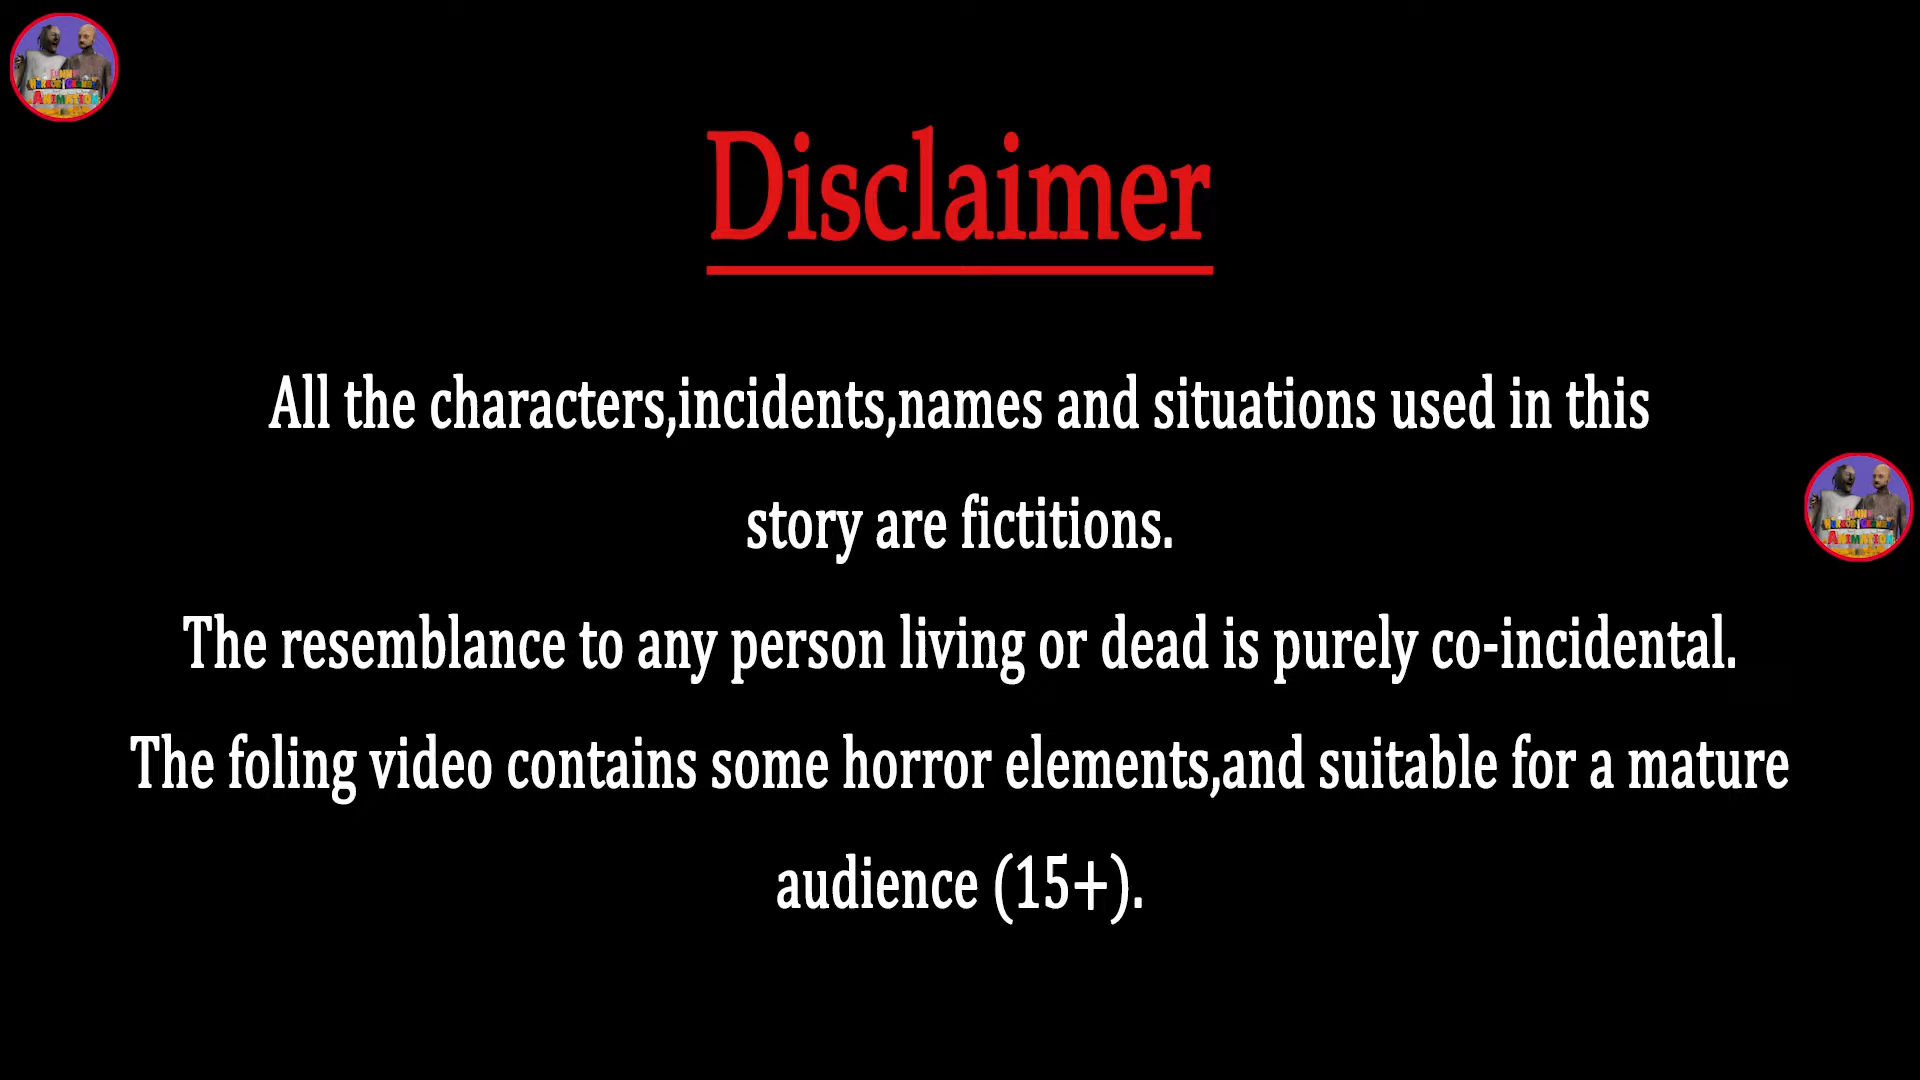 Disclaimer
All the characters,incidents,names and situations used in this
story are fictitions.
The resemblance to any person living or dead is purely co-incidental.
The foling video contains some horror elements,and suitable for a mature
audience (15+).
ANIMATION
ANIMATION